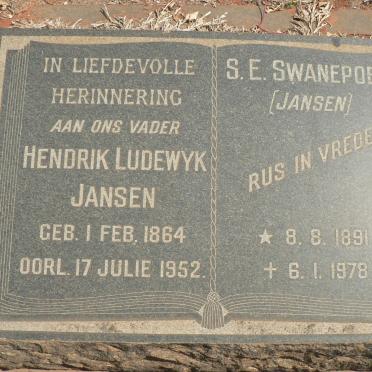 IN LIEFDEVOLLE
HERINNERING
AAN ONS VADER
HENDRIK LUDEWYK
JANSEN
GEB. 1 FEB. 1864
OORL. 17 JULIE 1952.
S. E. SWANEPOE
[JANSEN]
RUS IN VREDE
★ 8. 8. 1891
✝ 6. 1. 1978